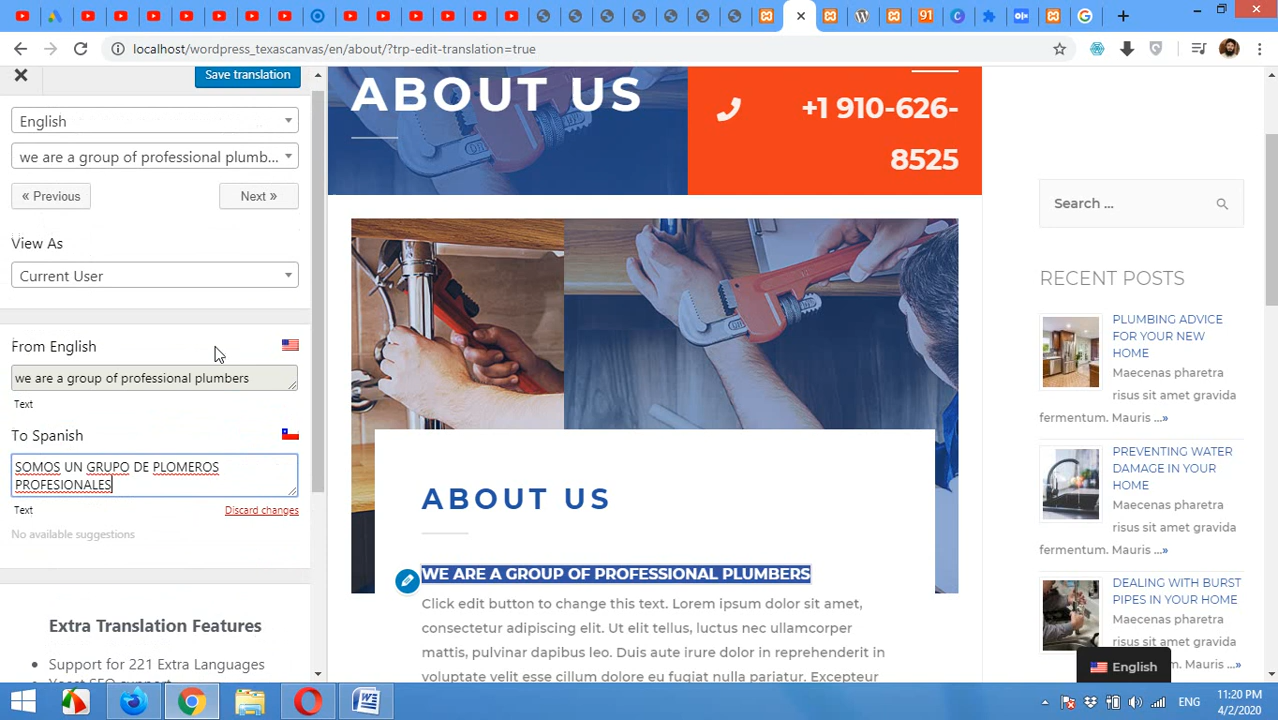 localhost/wordpress_texascanvas/en/about/?trp-edit-translation=true
Save translation
English
we are a group of professional plumb...
« Previous
Next »
View As
Current User
From English
we are a group of professional plumbers
Text
To Spanish
SOMOS UN GRUPO DE PLOMEROS
PROFESIONALES
Text
Discard changes
No available suggestions
Extra Translation Features
Support for 221 Extra Languages
ABOUT US
+1 910-626-
8525
ABOUT US
WE ARE A GROUP OF PROFESSIONAL PLUMBERS
Click edit button to change this text. Lorem ipsum dolor sit amet,
consectetur adipiscing elit. Ut elit tellus, luctus nec ullamcorper
mattis, pulvinar dapibus leo. Duis aute irure dolor in reprehenderit in
voluptate velit esse cillum dolore eu fugiat nulla pariatur. Excepteur
Search ...
RECENT POSTS
PLUMBING ADVICE
FOR YOUR NEW
HOME
Maecenas pharetra
risus sit amet gravida
fermentum. Mauris ...»
PREVENTING WATER
DAMAGE IN YOUR
HOME
Maecenas pharetra
risus sit amet gravida
fermentum. Mauris ...»
DEALING WITH BURST
PIPES IN YOUR HOME
Maecenas pharetra
risus sit amet gravida
fermentum. Mauris ...»
English
ENG
11:20 PM
4/2/2020